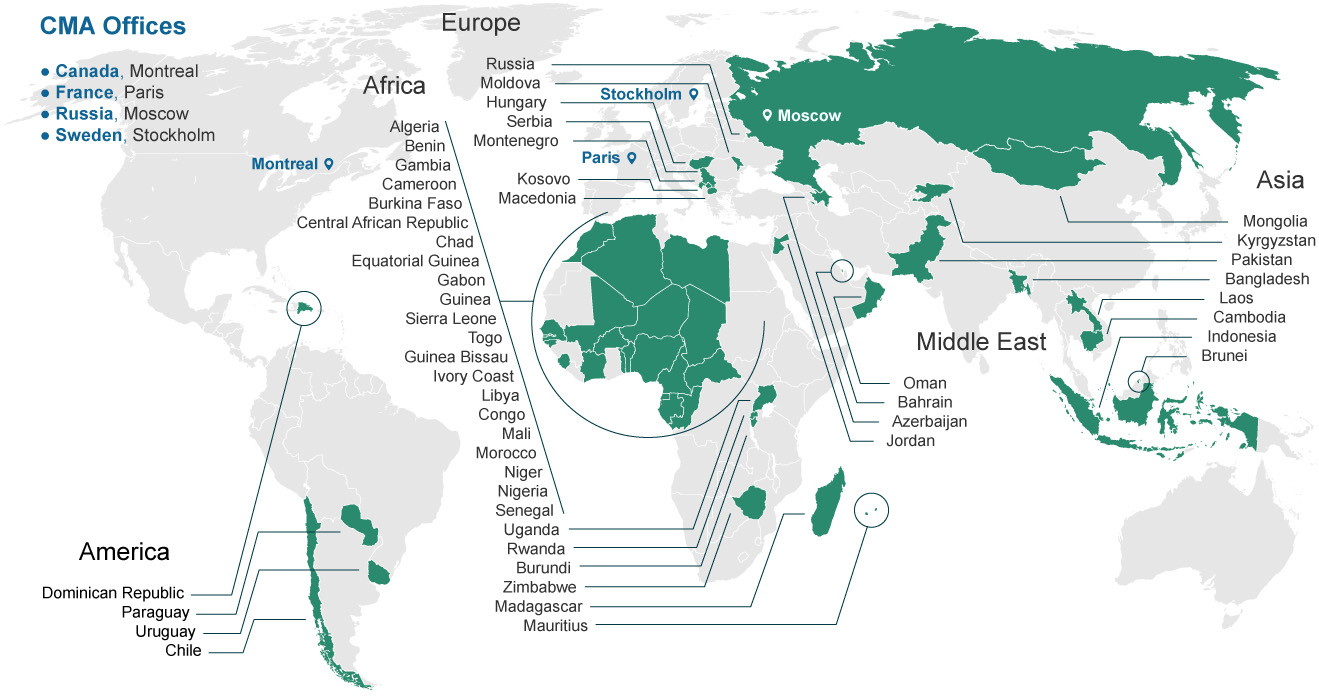 CMA Offices
● Canada, Montreal
● France, Paris
● Russia, Moscow
● Sweden, Stockholm
Montreal
Stockholm
Paris
Moscow
Europe
Russia
Moldova
Hungary
Serbia
Montenegro
Kosovo
Macedonia
Africa
Algeria
Benin
Gambia
Cameroon
Burkina Faso
Central African Republic
Chad
Equatorial Guinea
Gabon
Guinea
Sierra Leone
Togo
Guinea Bissau
Ivory Coast
Libya
Congo
Mali
Morocco
Niger
Nigeria
Senegal
Uganda
Rwanda
Burundi
Zimbabwe
Madagascar
Mauritius
Asia
Mongolia
Kyrgyzstan
Pakistan
Bangladesh
Laos
Cambodia
Indonesia
Brunei
Middle East
Oman
Bahrain
Azerbaijan
Jordan
America
Dominican Republic
Paraguay
Uruguay
Chile